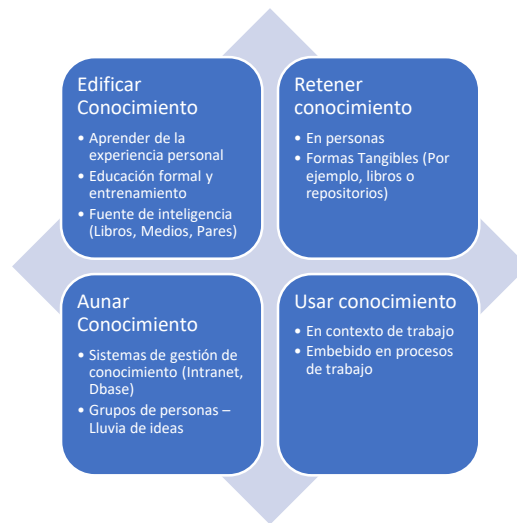 Edificar
Conocimiento
• Aprender de la
experiencia personal
• Educación formal y
entrenamiento
• Fuente de inteligencia
(Libros, Medios, Pares)
Retener
conocimiento
• En personas
• Formas Tangibles (Por
ejemplo, libros o
repositorios)
Aunar
Conocimiento
• Sistemas de gestión de
conocimiento (Intranet,
Dbase)
• Grupos de personas –
Lluvia de ideas
Usar conocimiento
• En contexto de trabajo
• Embebido en procesos
de trabajo